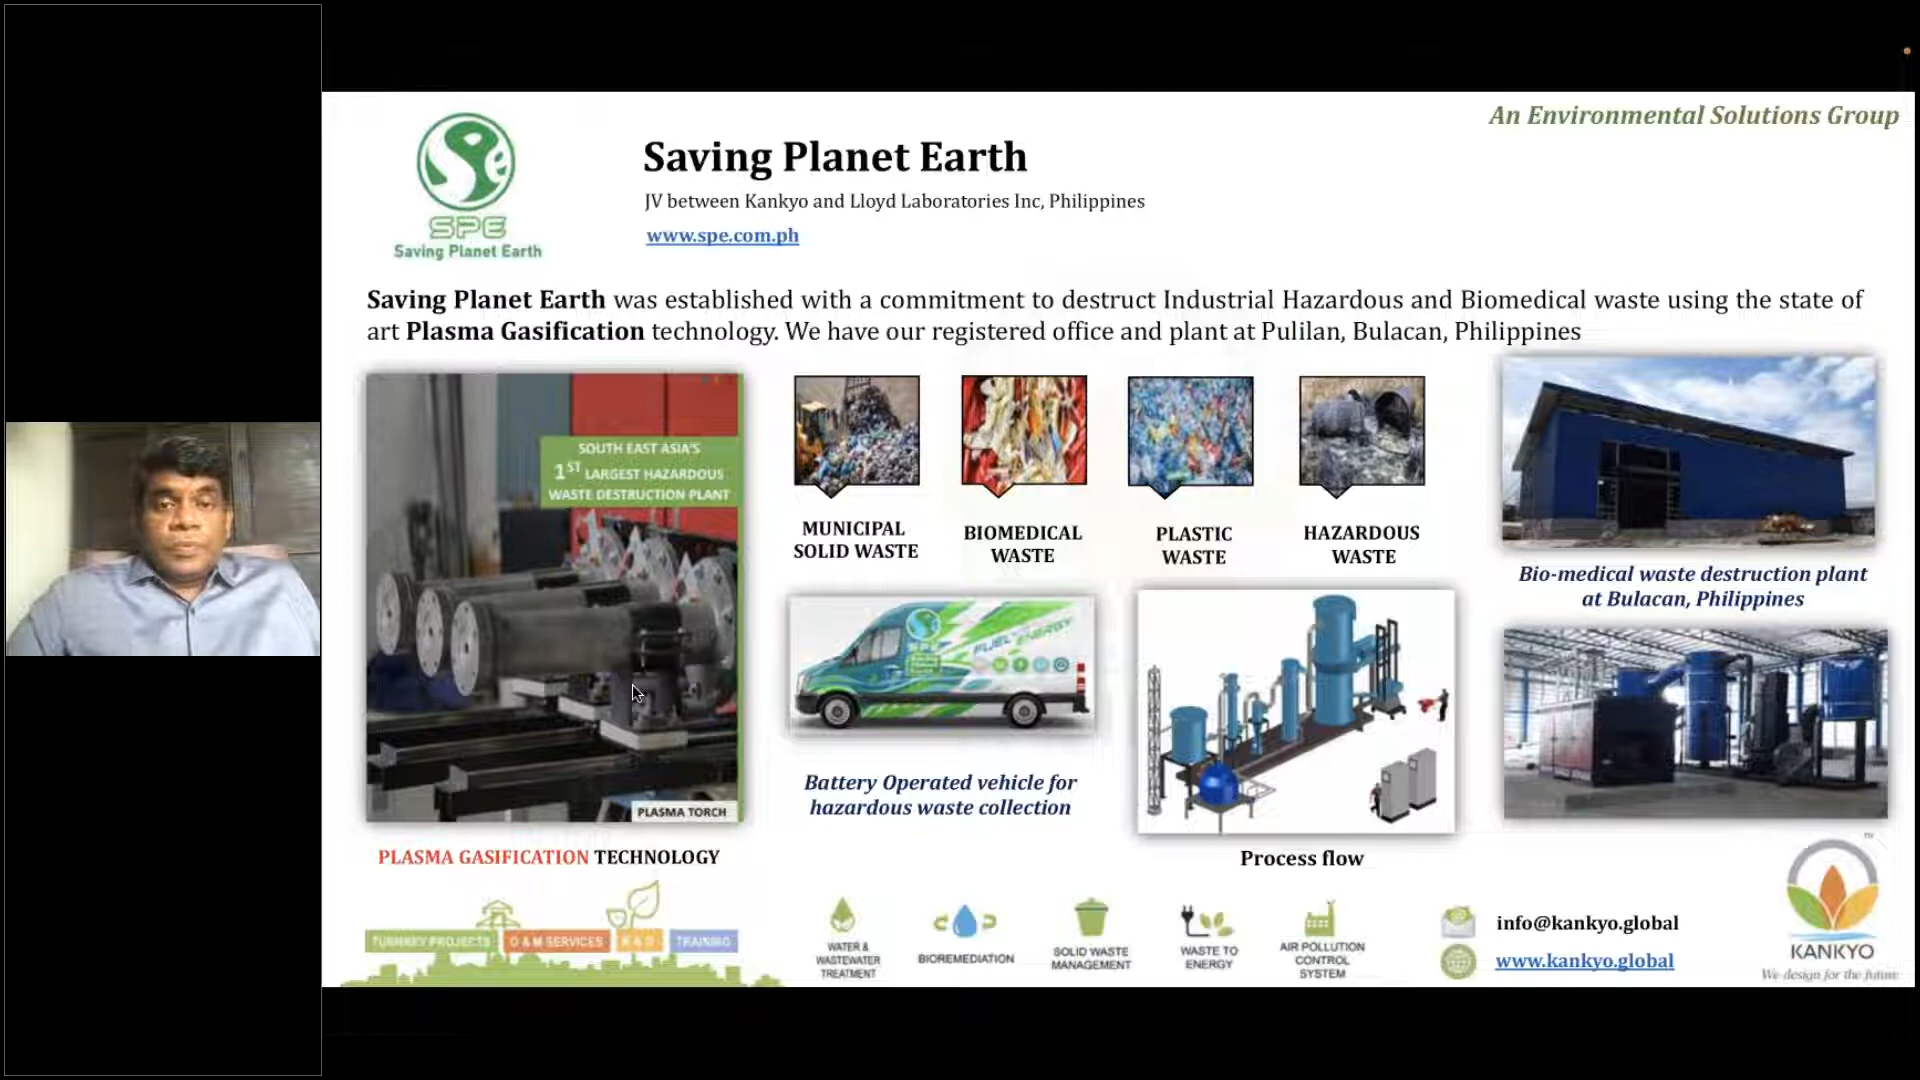 An Environmental Solutions Group
SPE
Saving Planet Earth
Saving Planet Earth
JV between Kankyo and Lloyd Laboratories Inc, Philippines
www.spe.com.ph
Saving Planet Earth was established with a commitment to destruct Industrial Hazardous and Biomedical waste using the state of
art Plasma Gasification technology. We have our registered office and plant at Pulilan, Bulacan, Philippines
SOUTH EAST ASIA'S
1ST LARGEST HAZARDOUS
WASTE DESTRUCTION PLANT
PLASMA TORCH
PLASMA GASIFICATION TECHNOLOGY
MUNICIPAL
SOLID WASTE
BIOMEDICAL
WASTE
PLASTIC
WASTE
HAZARDOUS
WASTE
SPE
Battery Operated vehicle for
hazardous waste collection
Process flow
Bio-medical waste destruction plant
at Bulacan, Philippines
TURNKEY PROJECTS
O & M SERVICES
R & D
TRAINING
WATER &
WASTEWATER
TREATMENT
BIOREMEDIATION
SOLID WASTE
MANAGEMENT
WASTE TO
ENERGY
AIR POLLUTION
CONTROL
SYSTEM
info@kankyo.global
www.kankyo.global
TM
KANKYO
We design for the future